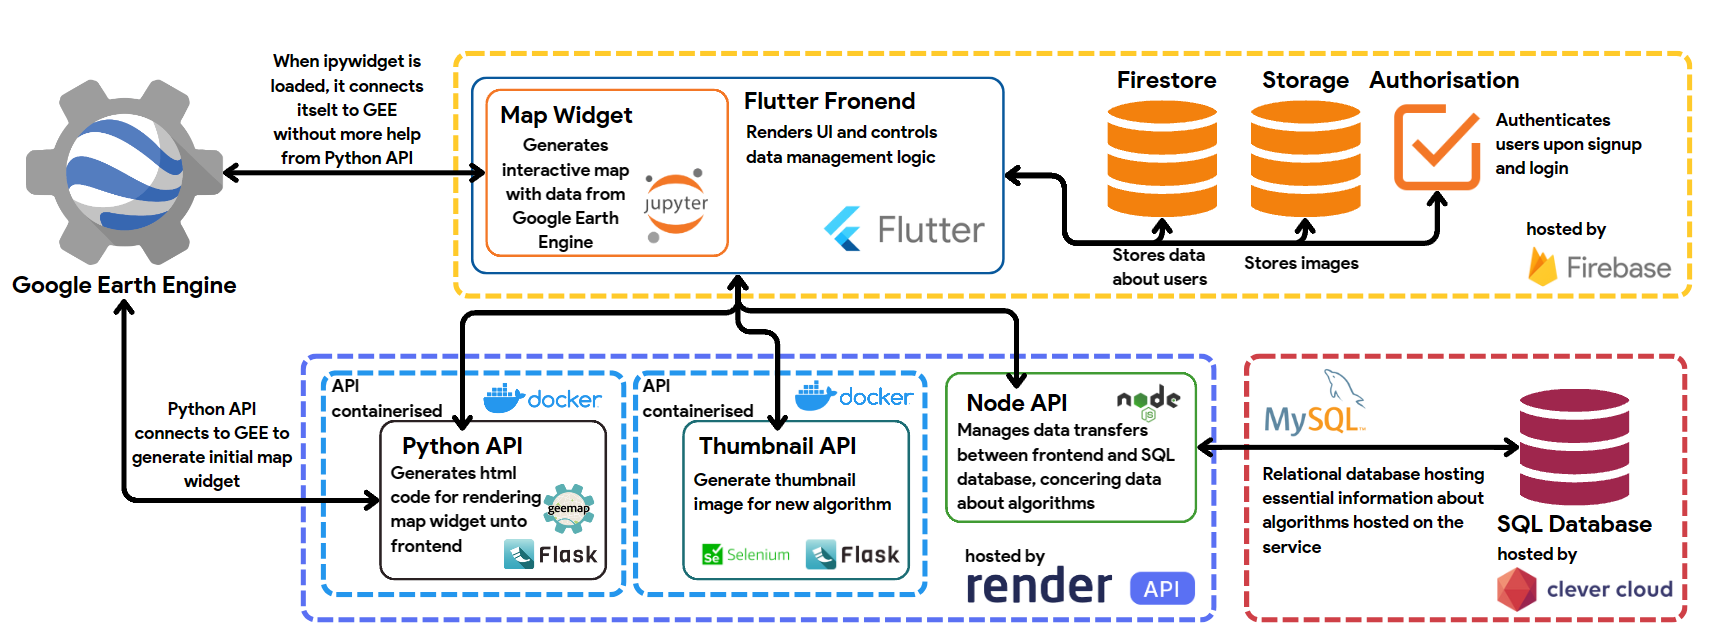 When ipywidget is
loaded, it connects
itselt to GEE
without more help
from Python API
Google Earth Engine
Map Widget
Generates
interactive map
with data from
Google Earth
Engine
jupyter
Flutter Fronend
Renders UI and controls
data management logic
Flutter
Firestore
Storage
Authorisation
Authenticates
users upon signup
and login
Stores data
about users
Stores images
hosted by
Firebase
Python API
connects to GEE to
generate initial map
widget
API
containerised
docker
Python API
Generates html
code for rendering
map widget unto
frontend
geemap
Flask
API
containerised
docker
Thumbnail API
Generate thumbnail
image for new algorithm
Se Selenium
Flask
Node API
node
JS
Manages data transfers
between frontend and SQL
database, concering data
about algorithms
hosted by
render API
MySQL™
Relational database hosting
essential information about
algorithms hosted on the
service
SQL Database
hosted by
clever cloud